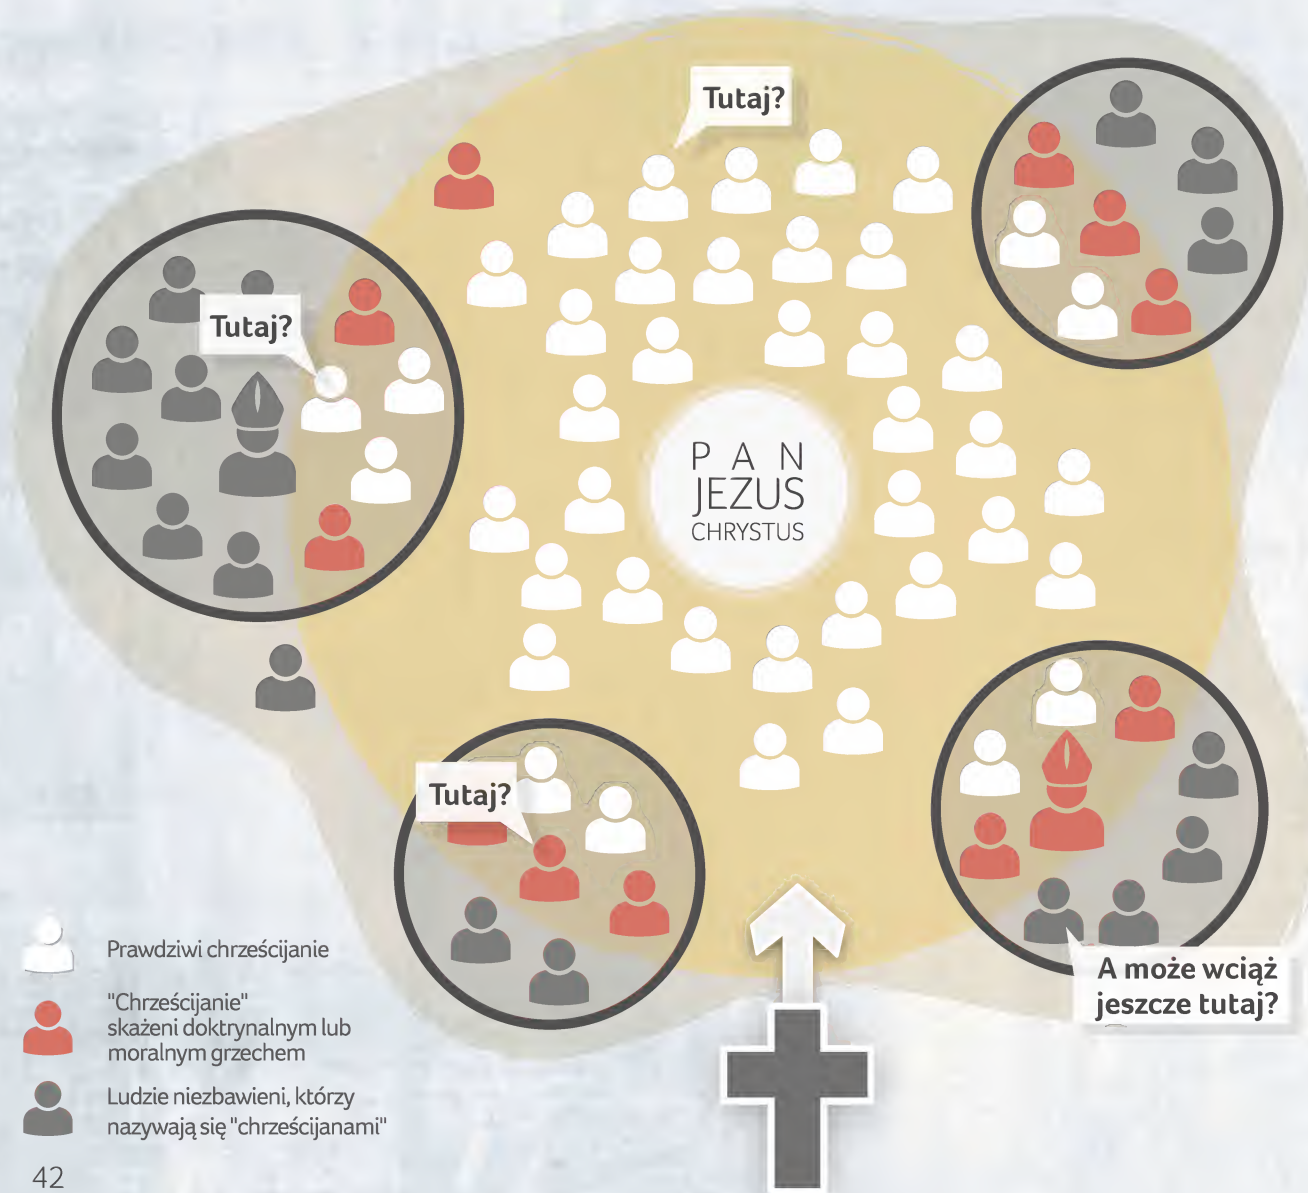 Tutaj?
Tutaj?
PAN
JEZUS
CHRYSTUS
Tutaj?
A może wciąż
jeszcze tutaj?
Prawdziwi chrześcijanie
"Chrześcijanie"
skażeni doktrynalnym lub
moralnym grzechem
Ludzie niezbawieni, którzy
nazywają się "chrześcijanami"
42